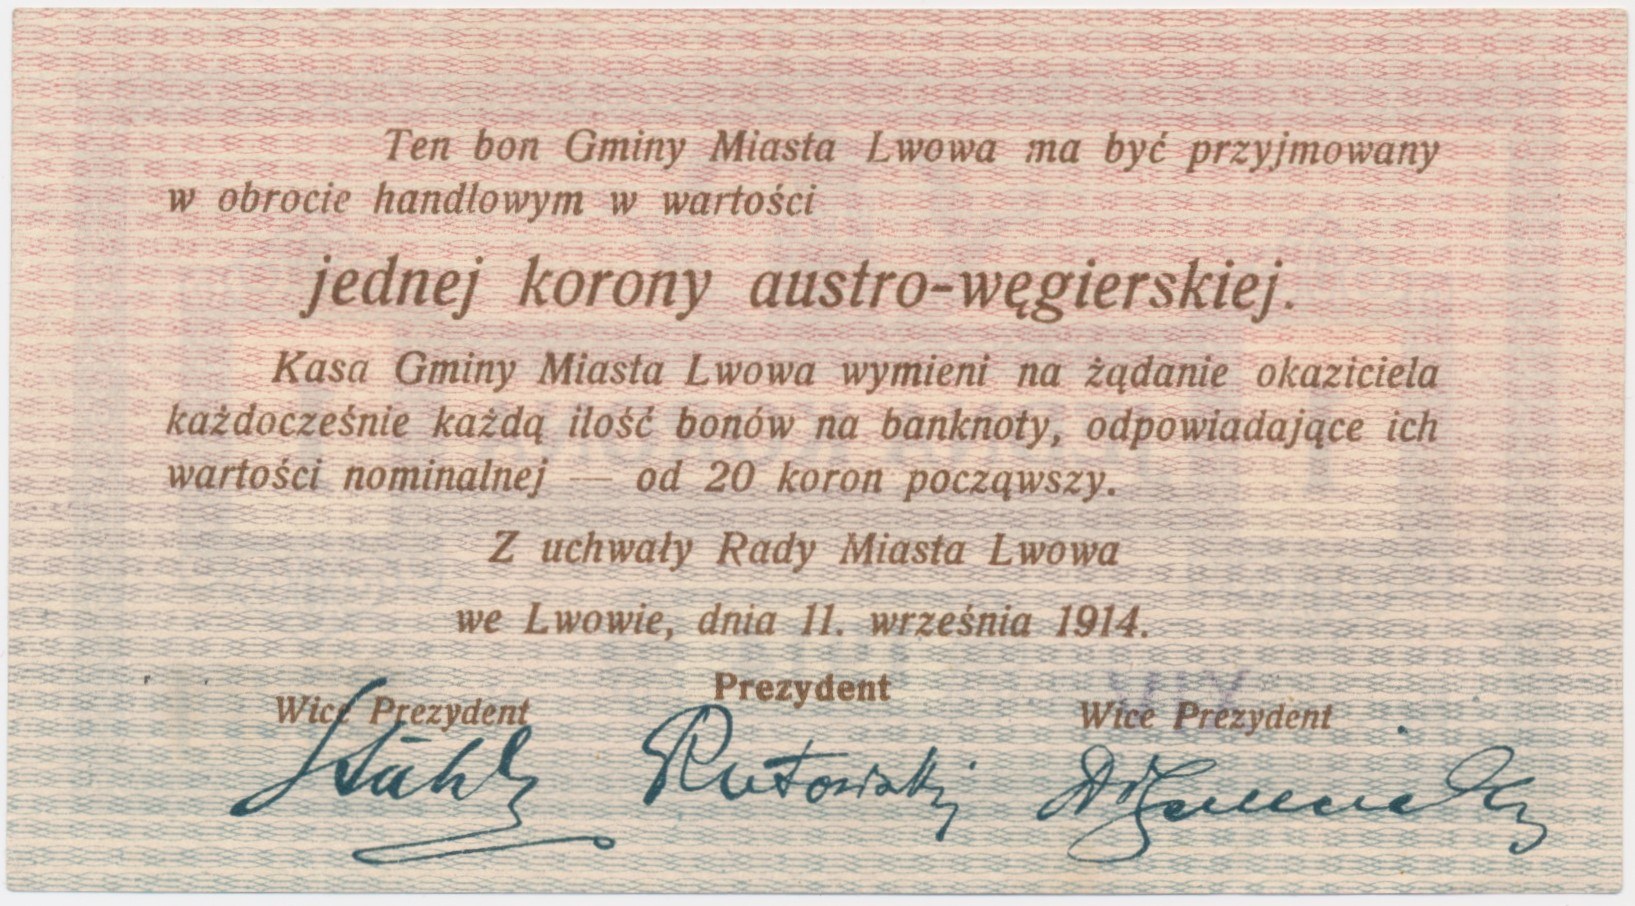 Ten bon Gminy Miasta Lwowa ma być przyjmowany
w obrocie handlowym w wartości
jednej korony austro-węgierskiej.
Kasa Gminy Miasta Lwowa wymieni na żądanie okaziciela
każdocześnie każdą ilość bonów na banknoty, odpowiadające ich
wartości nominalnej — od 20 koron począwszy.
Z uchwały Rady Miasta Lwowa
we Lwowie, dnia 11. września 1914.
Prezydent
Wice Prezydent Wice Prezydent
Stahl Rutowski